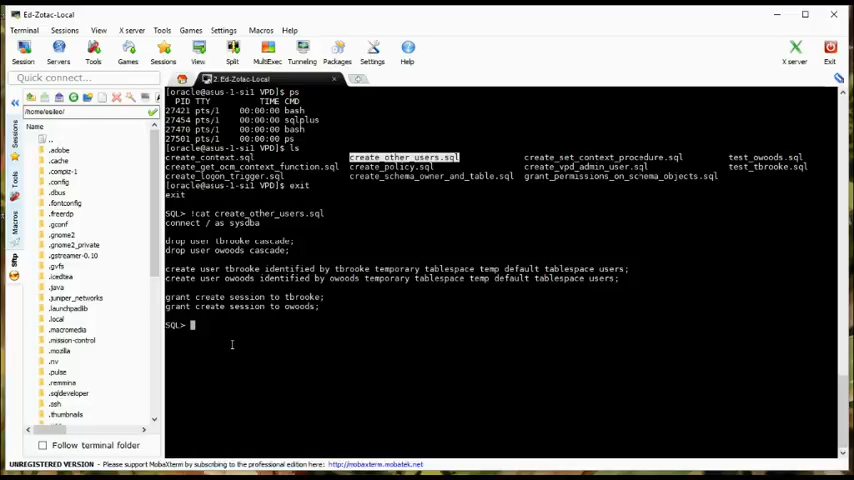 Ed-Zotac-Local
Terminal Sessions View X server Tools Games Settings Macros Help
Session Servers Tools Games Sessions View Split MultiExec Tunneling Packages Settings Help X server Exit
Quick connect...
2. Ed-Zotac-Local
/home/esileo/
Name
..
.adobe
.cache
.compiz-1
.config
.dbus
.fontconfig
.freerdp
.gconf
.gnome2
.gnome2_private
.gstreamer-0.10
.gvfs
.icedtea
.java
.juniper_networks
.launchpadlib
.local
.macromedia
.mission-control
.mozilla
.nv
.pulse
.remmina
.sqldeveloper
.ssh
.thumbnails
Sessions
Tools
Macros
Sftp
Follow terminal folder
[oracle@asus-1-sil VPD]$ ps
PID TTY TIME CMD
27421 pts/1 00:00:00 bash
27454 pts/1 00:00:00 sqlplus
27470 pts/1 00:00:00 bash
27501 pts/1 00:00:00 ps
[oracle@asus-1-sil VPD]$ ls
create_context.sql create_other_users.sql create_set_context_procedure.sql test_owoods.sql
create_get_ocm_context_function.sql create_policy.sql create_vpd_admin_user.sql test_tbrooke.sql
create_logon_trigger.sql create_schema_owner_and_table.sql grant_permissions_on_schema_objects.sql
[oracle@asus-1-sil VPD]$ exit
exit
SQL> !cat create_other_users.sql
connect / as sysdba
drop user tbrooke cascade;
drop user owoods cascade;
create user tbrooke identified by tbrooke temporary tablespace temp default tablespace users;
create user owoods identified by owoods temporary tablespace temp default tablespace users;
grant create session to tbrooke;
grant create session to owoods;
SQL>
UNREGISTERED VERSION - Please support MobaXterm by subscribing to the professional edition here: http://mobaxterm.mobatek.net